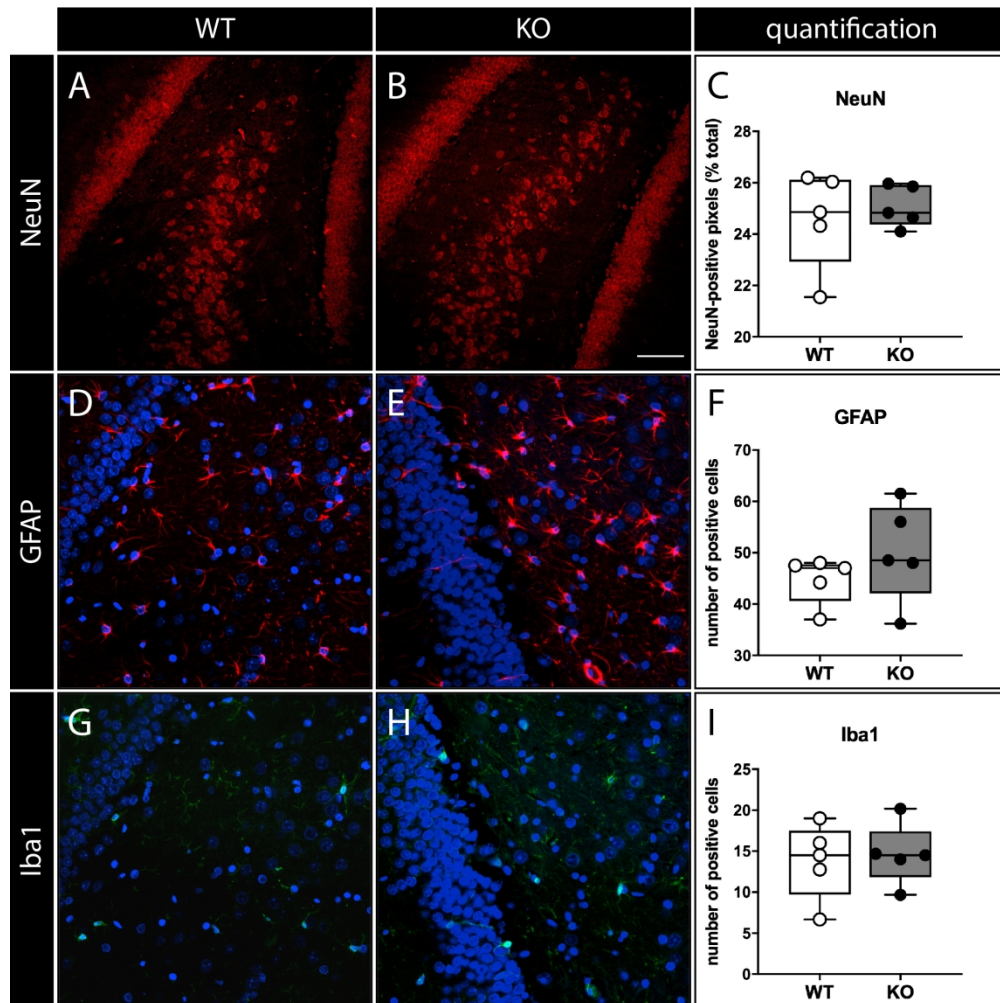 WT
KO
quantification
NeuN
A
B
C
NeuN
NeuN-positive pixels (% total)
28
26
24
22
20
WT
KO
GFAP
D
E
F
GFAP
number of positive cells
70
60
50
40
30
WT
KO
Iba1
G
H
I
Iba1
number of positive cells
25
20
15
10
5
0
WT
KO